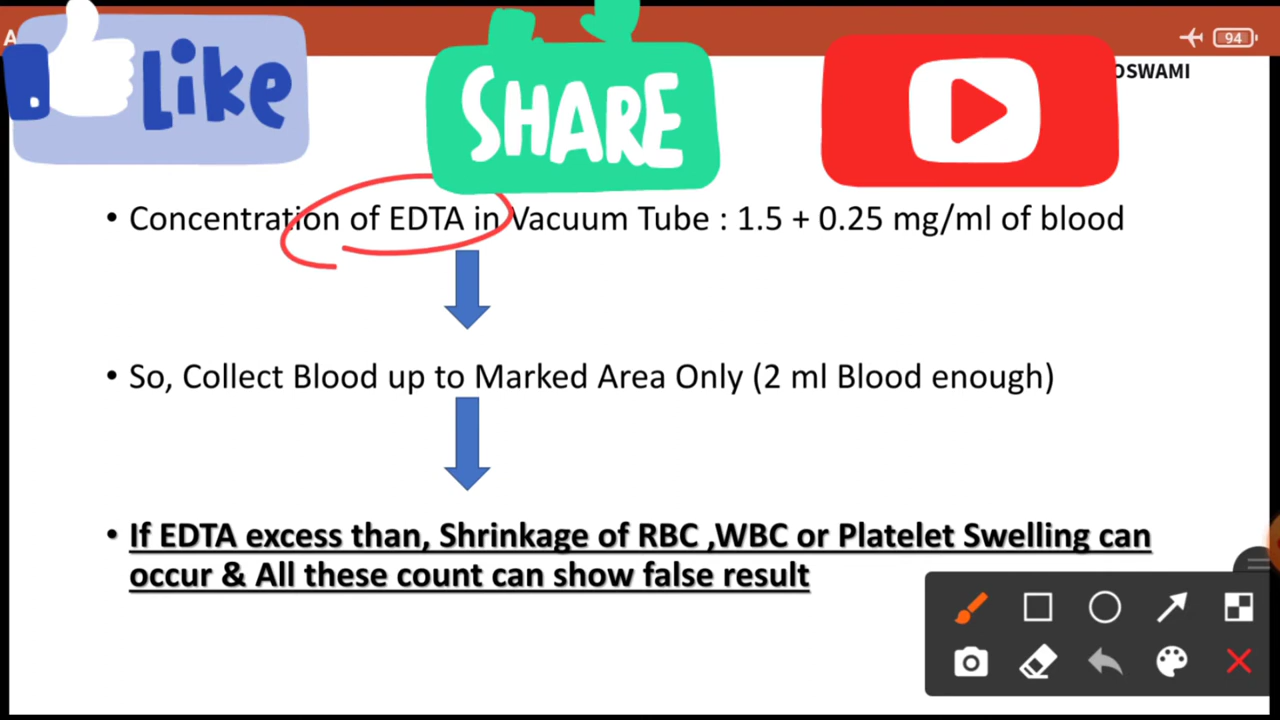 A
94
Like
SHARE
OSWAMI
• Concentration of EDTA in Vacuum Tube : 1.5 + 0.25 mg/ml of blood
• So, Collect Blood up to Marked Area Only (2 ml Blood enough)
• If EDTA excess than, Shrinkage of RBC ,WBC or Platelet Swelling can
occur & All these count can show false result